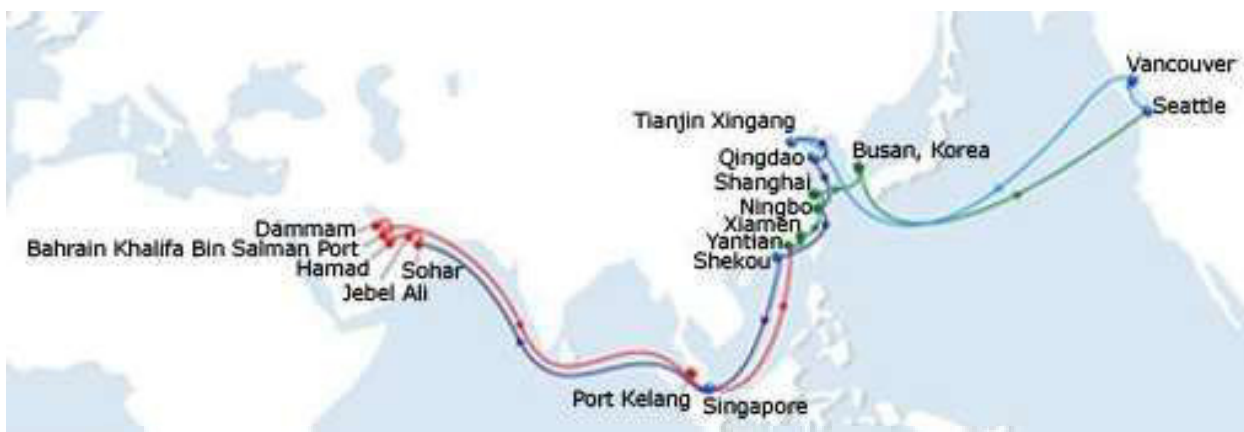 Vancouver
Seattle
Tianjin Xingang
Qingdao
Busan, Korea
Shanghai
Ningbo
Xiamen
Yantian
Shekou
Dammam
Bahrain Khalifa Bin Salman Port
Hamad
Sohar
Jebel Ali
Port Kelang
Singapore